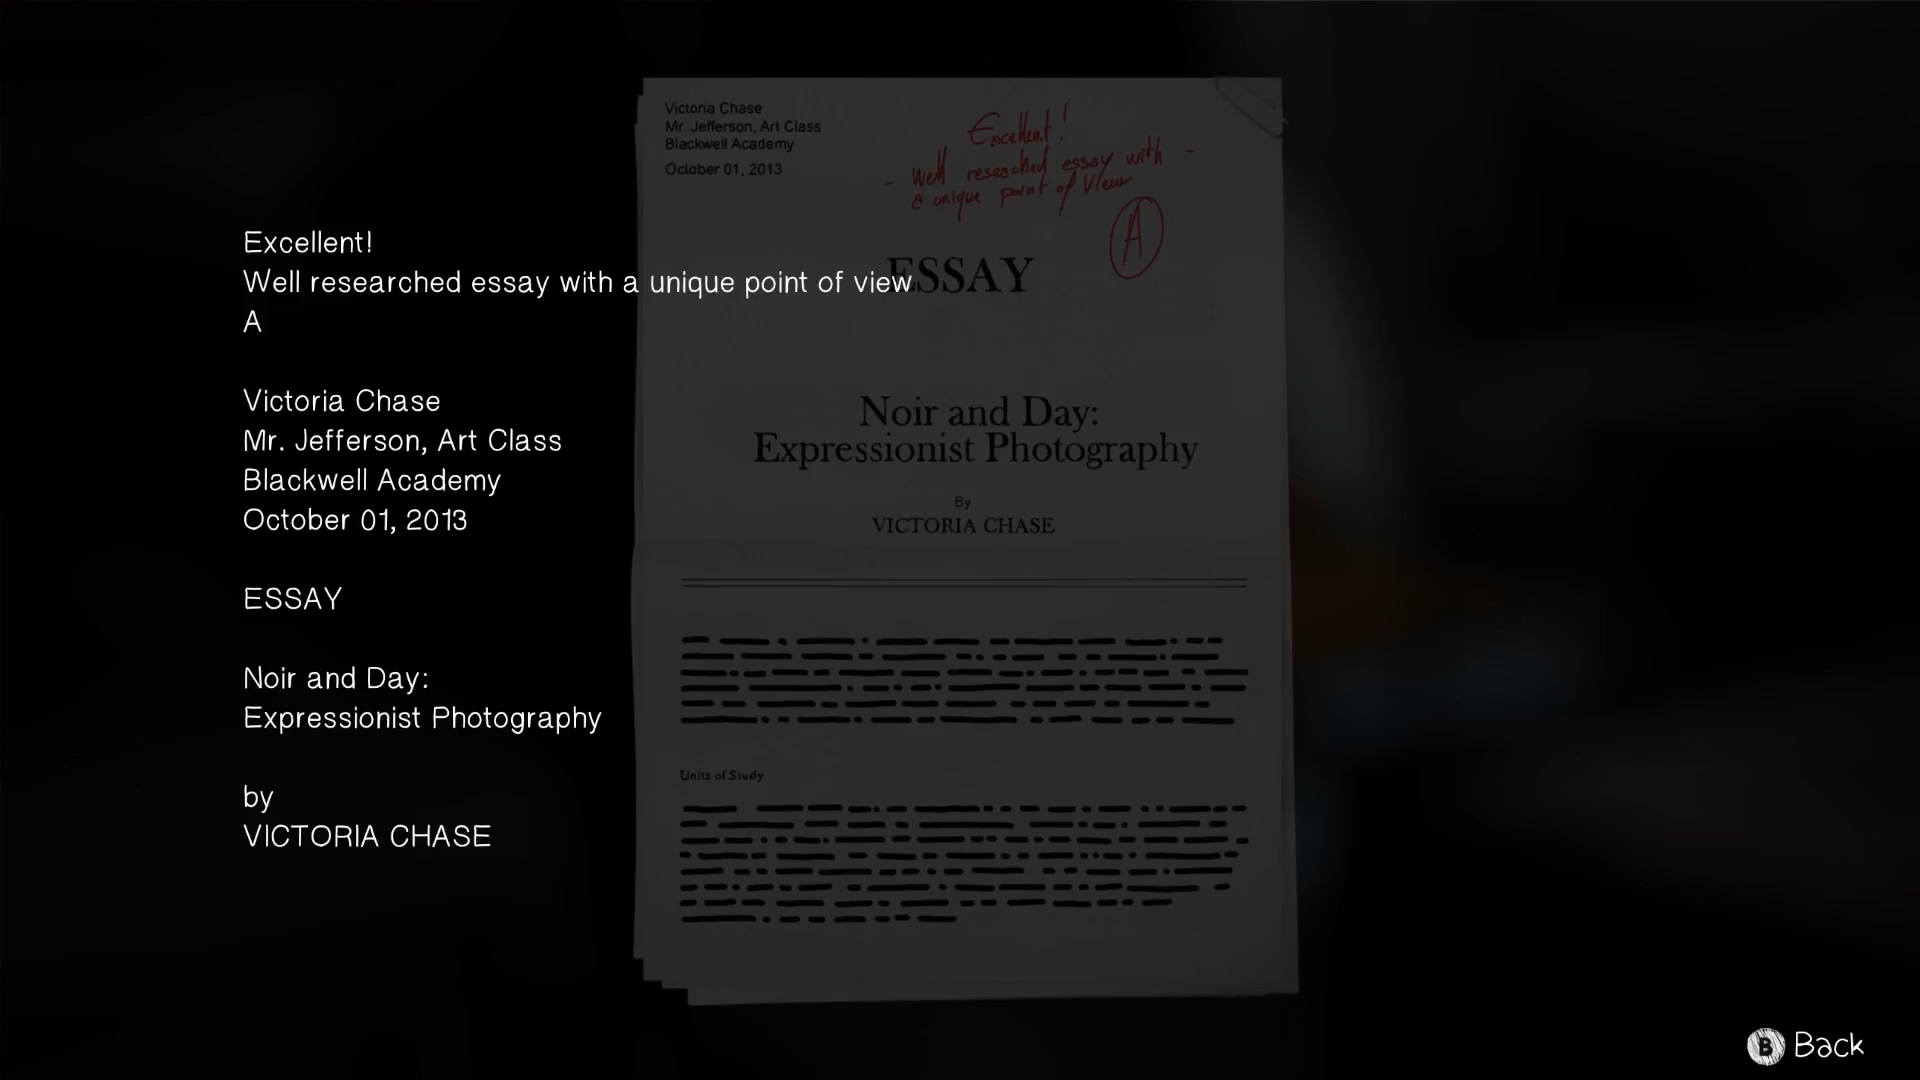 Excellent!
Well researched essay with a unique point of view
A
Victoria Chase
Mr. Jefferson, Art Class
Blackwell Academy
October 01, 2013
ESSAY
Noir and Day:
Expressionist Photography
by
VICTORIA CHASE
Victoria Chase
Mr. Jefferson, Art Class
Blackwell Academy
October 01, 2013
Excellent!
- Well researched essay with -
a unique point of view
A
ESSAY
Noir and Day:
Expressionist Photography
By
VICTORIA CHASE
Units of Study
B Back